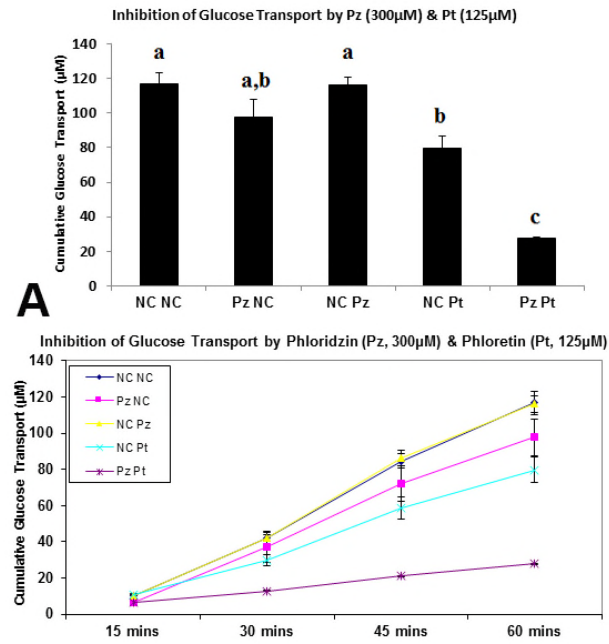 Inhibition of Glucose Transport by Pz (300µM) & Pt (125µM)
Cumulative Glucose Transport (µM)
140
120
100
80
60
40
20
0
a
a,b
a
b
c
NC NC
Pz NC
NC Pz
NC Pt
Pz Pt
A
Inhibition of Glucose Transport by Phloridzin (Pz, 300µM) & Phloretin (Pt, 125µM)
Cumulative Glucose Transport (µM)
140
120
100
80
60
40
20
0
NC NC
Pz NC
NC Pz
NC Pt
Pz Pt
15 mins
30 mins
45 mins
60 mins